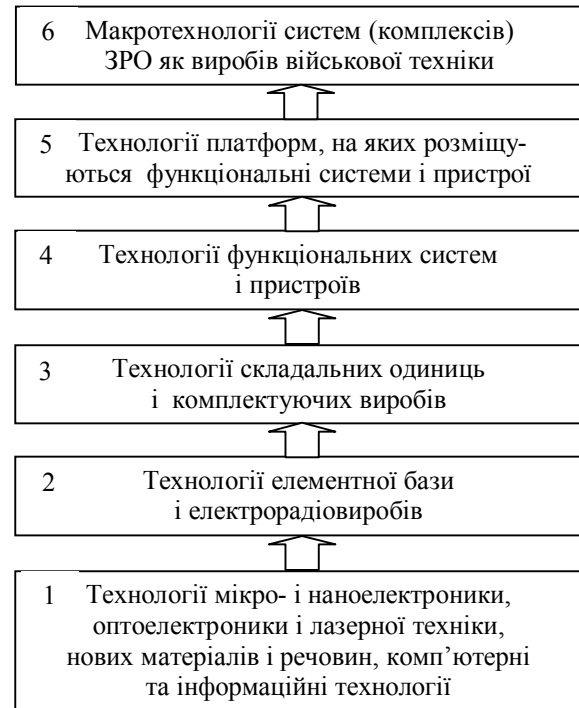 6 Макротехнології систем (комплексів)
ЗРО як виробів військової техніки
5 Технології платформ, на яких розміщу-
ються функціональні системи і пристрої
4 Технології функціональних систем
і пристроїв
3 Технології складальних одиниць
і комплектуючих виробів
2 Технології елементної бази
і електрорадіовиробів
1 Технології мікро- і наноелектроники,
оптоелектроники і лазерної техніки,
нових матеріалів і речовин, комп’ютерні
та інформаційні технології